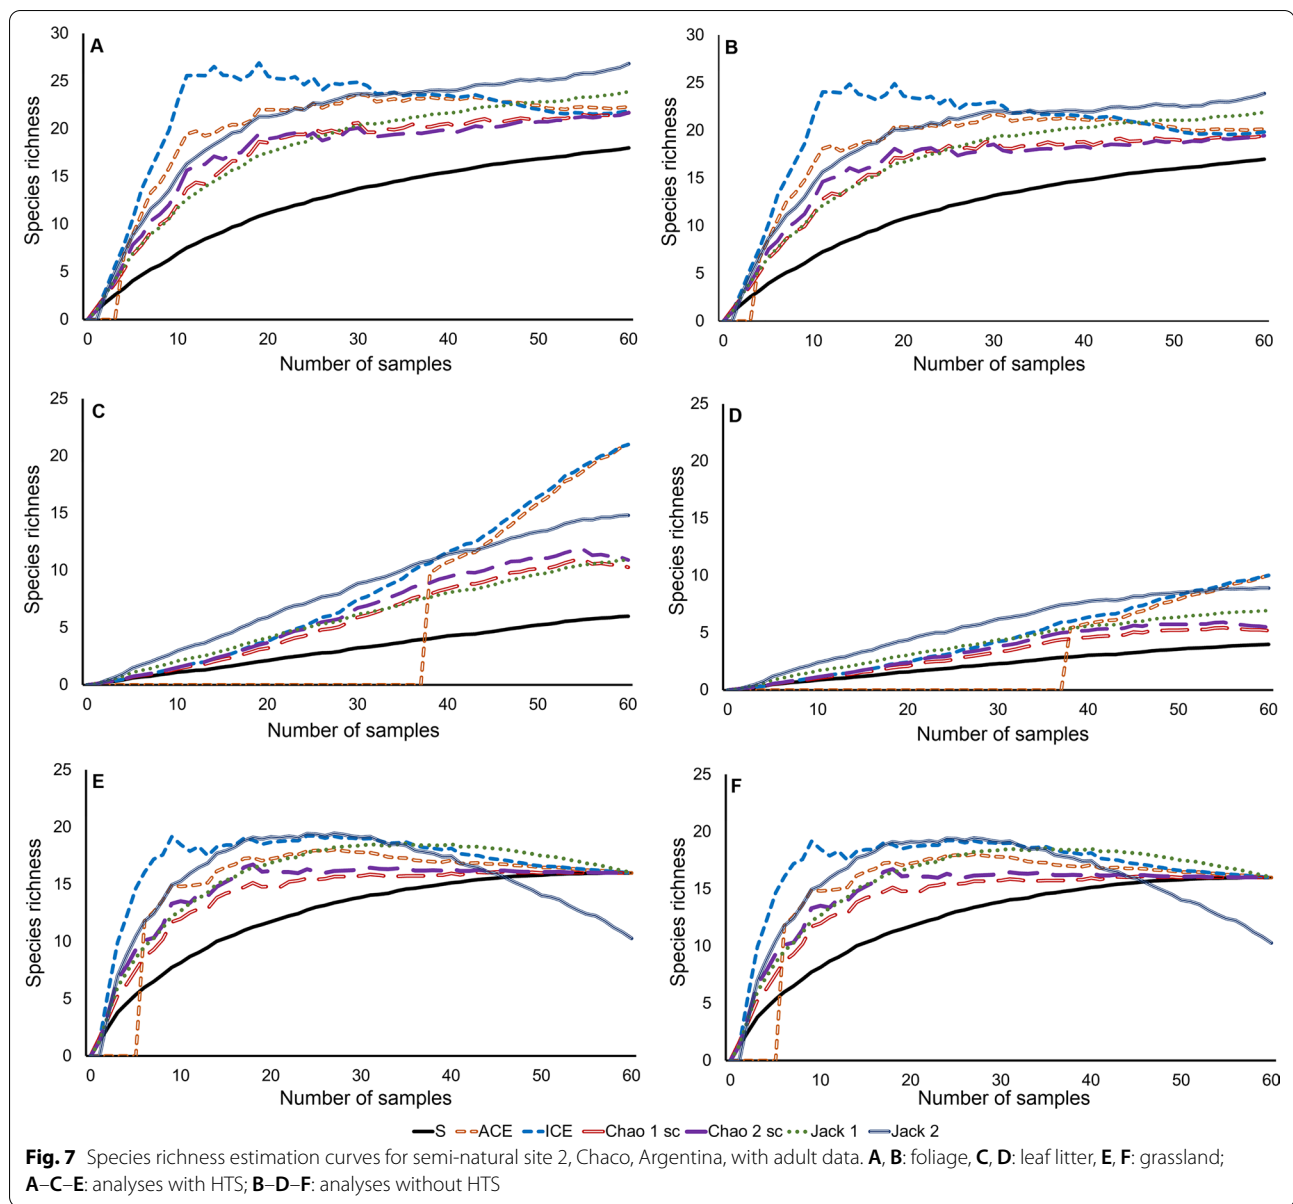 A
Species richness
30
25
20
15
10
5
0
0 10 20 30 40 50 60
Number of samples
B
Species richness
30
25
20
15
10
5
0
0 10 20 30 40 50 60
Number of samples
C
Species richness
25
20
15
10
5
0
0 10 20 30 40 50 60
Number of samples
D
Species richness
25
20
15
10
5
0
0 10 20 30 40 50 60
Number of samples
E
Species richness
25
20
15
10
5
0
0 10 20 30 40 50 60
Number of samples
F
Species richness
25
20
15
10
5
0
0 10 20 30 40 50 60
Number of samples
S ACE ICE Chao 1 sc Chao 2 sc Jack 1 Jack 2
Fig. 7 Species richness estimation curves for semi-natural site 2, Chaco, Argentina, with adult data. A, B: foliage, C, D: leaf litter, E, F: grassland;
A–C–E: analyses with HTS; B–D–F: analyses without HTS